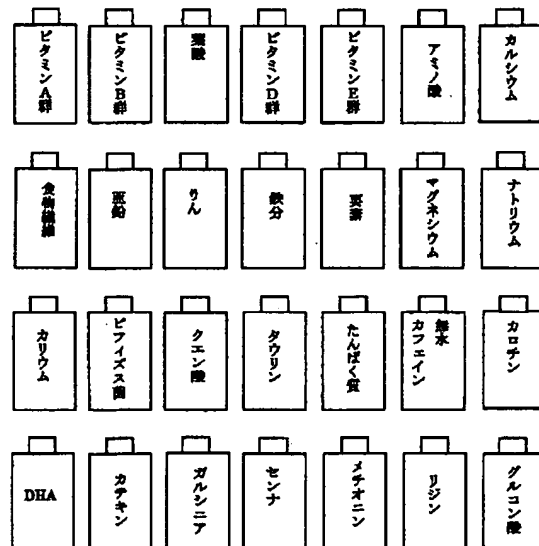 ビタミンA群
ビタミンB群
葉酸
ビタミンD群
ビタミンE群
アミノ酸
カルシウム
食物繊維
亜鉛
りん
鉄分
要素
マグネシウム
ナトリウム
カリウム
ビフィズス菌
クエン酸
タウリン
たんぱく質
無水
カフェイン
カロチン
DHA
カテキン
ガルシニア
センナ
メチオニン
リジン
グルコン酸